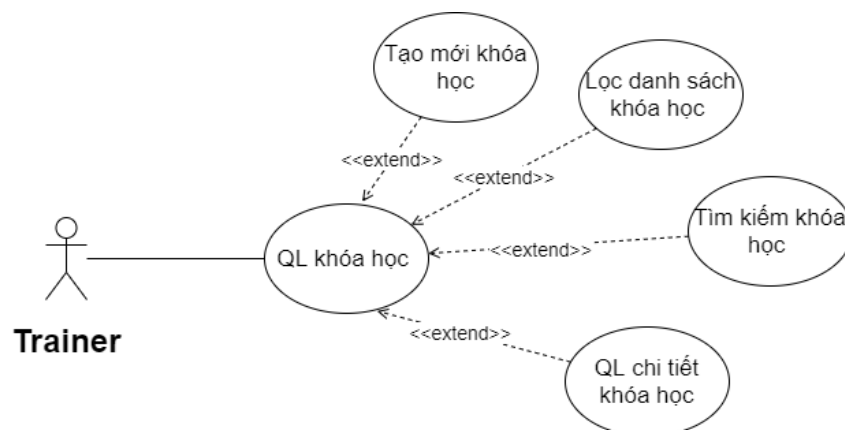 Tạo mới khóa
học
Lọc danh sách
khóa học
<<extend>>
<<extend>>
Tìm kiếm khóa
học
<<extend>>
QL khóa học
Trainer
<<extend>>
QL chi tiết
khóa học